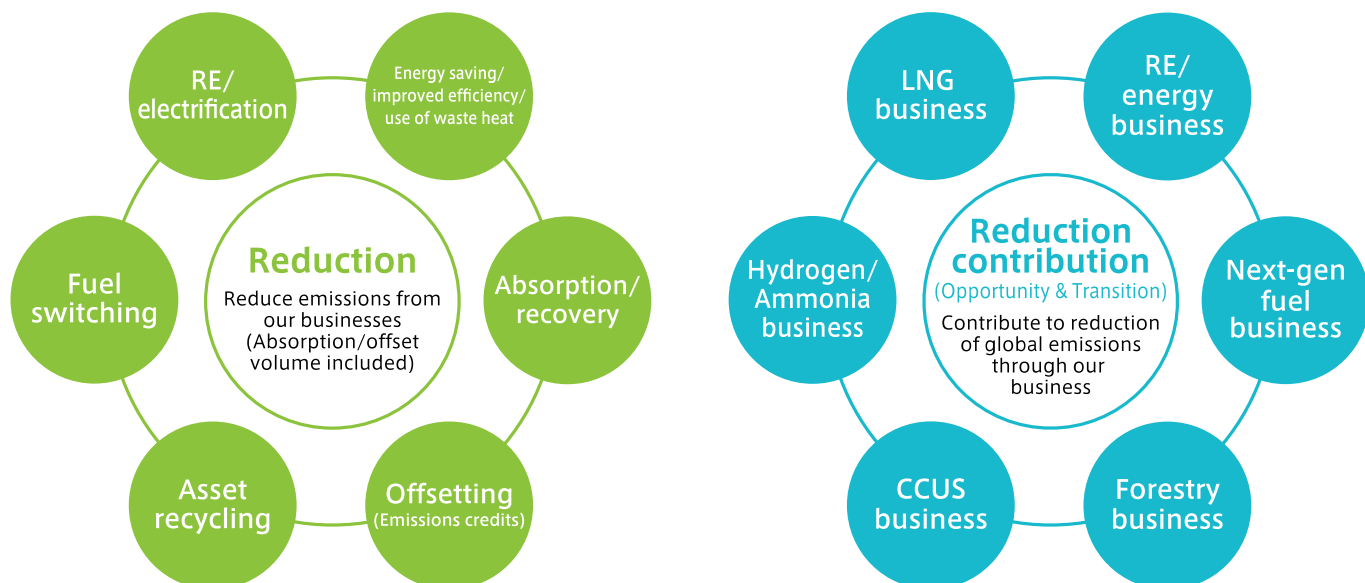 RE/
electrification
Energy saving/
improved efficiency/
use of waste heat
Fuel
switching
Reduction
Reduce emissions from
our businesses
(Absorption/offset
volume included)
Absorption/
recovery
Asset
recycling
Offsetting
(Emissions credits)
LNG
business
RE/
energy
business
Hydrogen/
Ammonia
business
Reduction
contribution
(Opportunity & Transition)
Contribute to reduction
of global emissions
through our
business
Next-gen
fuel
business
CCUS
business
Forestry
business